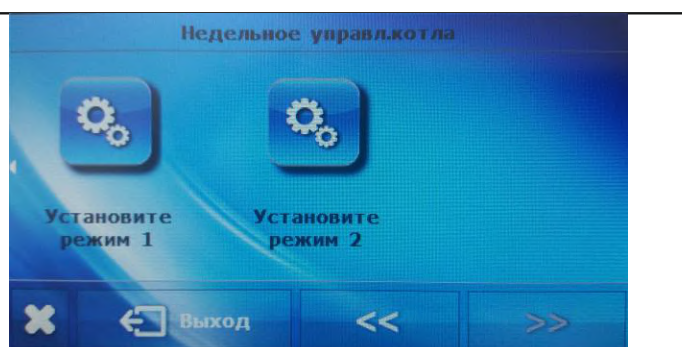 Недельное управл.котла
Установите
режим 1
Установите
режим 2
Выход
<<
>>